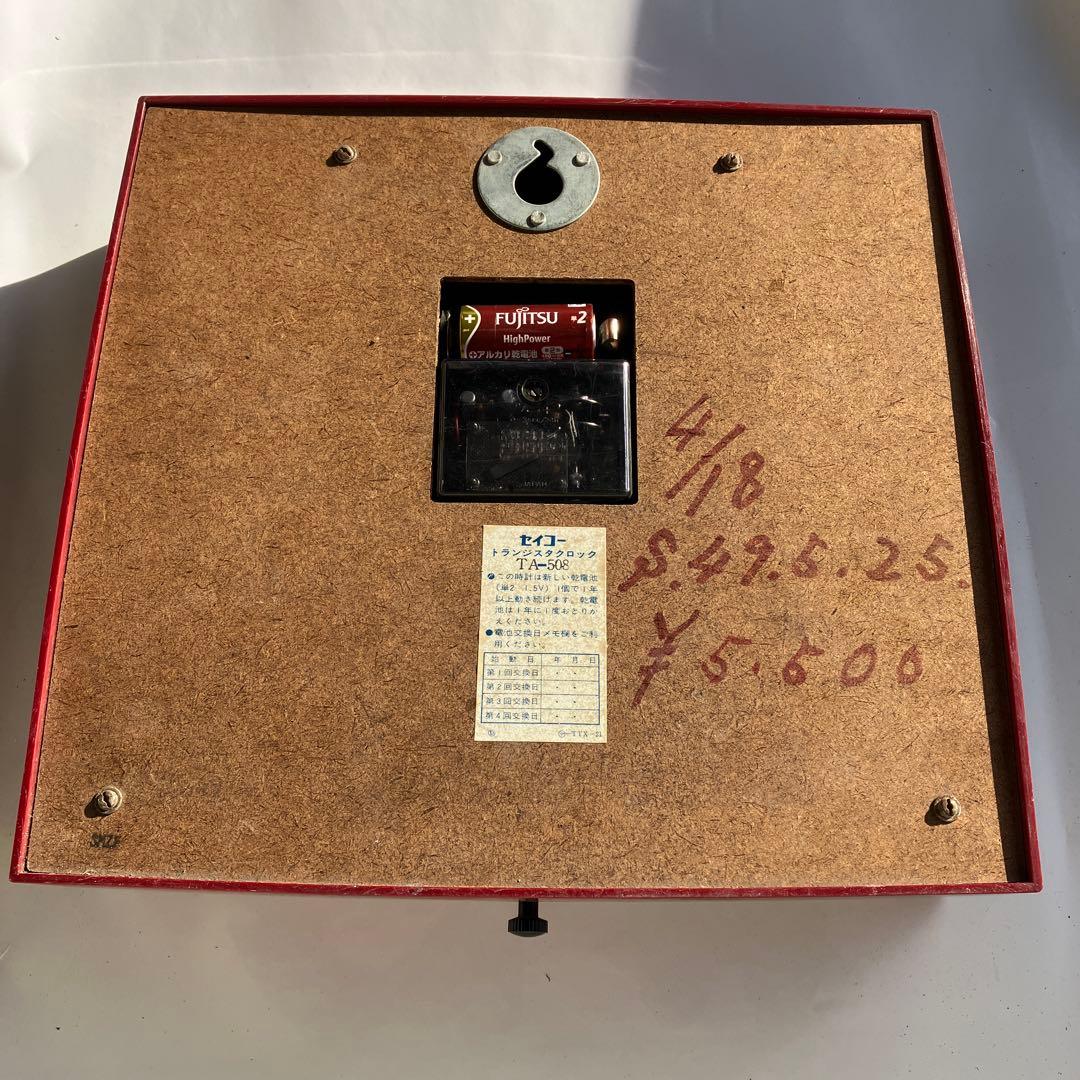 FUJITSU 単2
HighPower
アルカリ乾電池
JAPAN
4/18
S.49.5.25.
¥5.500
セイコー
トランジスタクロック
TA-508
この時計は新しい乾電池
(単2 1.5V) 1個で1年
以上動き続けます。乾電
池は1年に1度おとりか
えください。
●電池交換日メモ欄をご利
用ください。
始動日 年 月 日
第1回交換日 ・ ・
第2回交換日 ・ ・
第3回交換日 ・ ・
第4回交換日 ・ ・
TTX-21